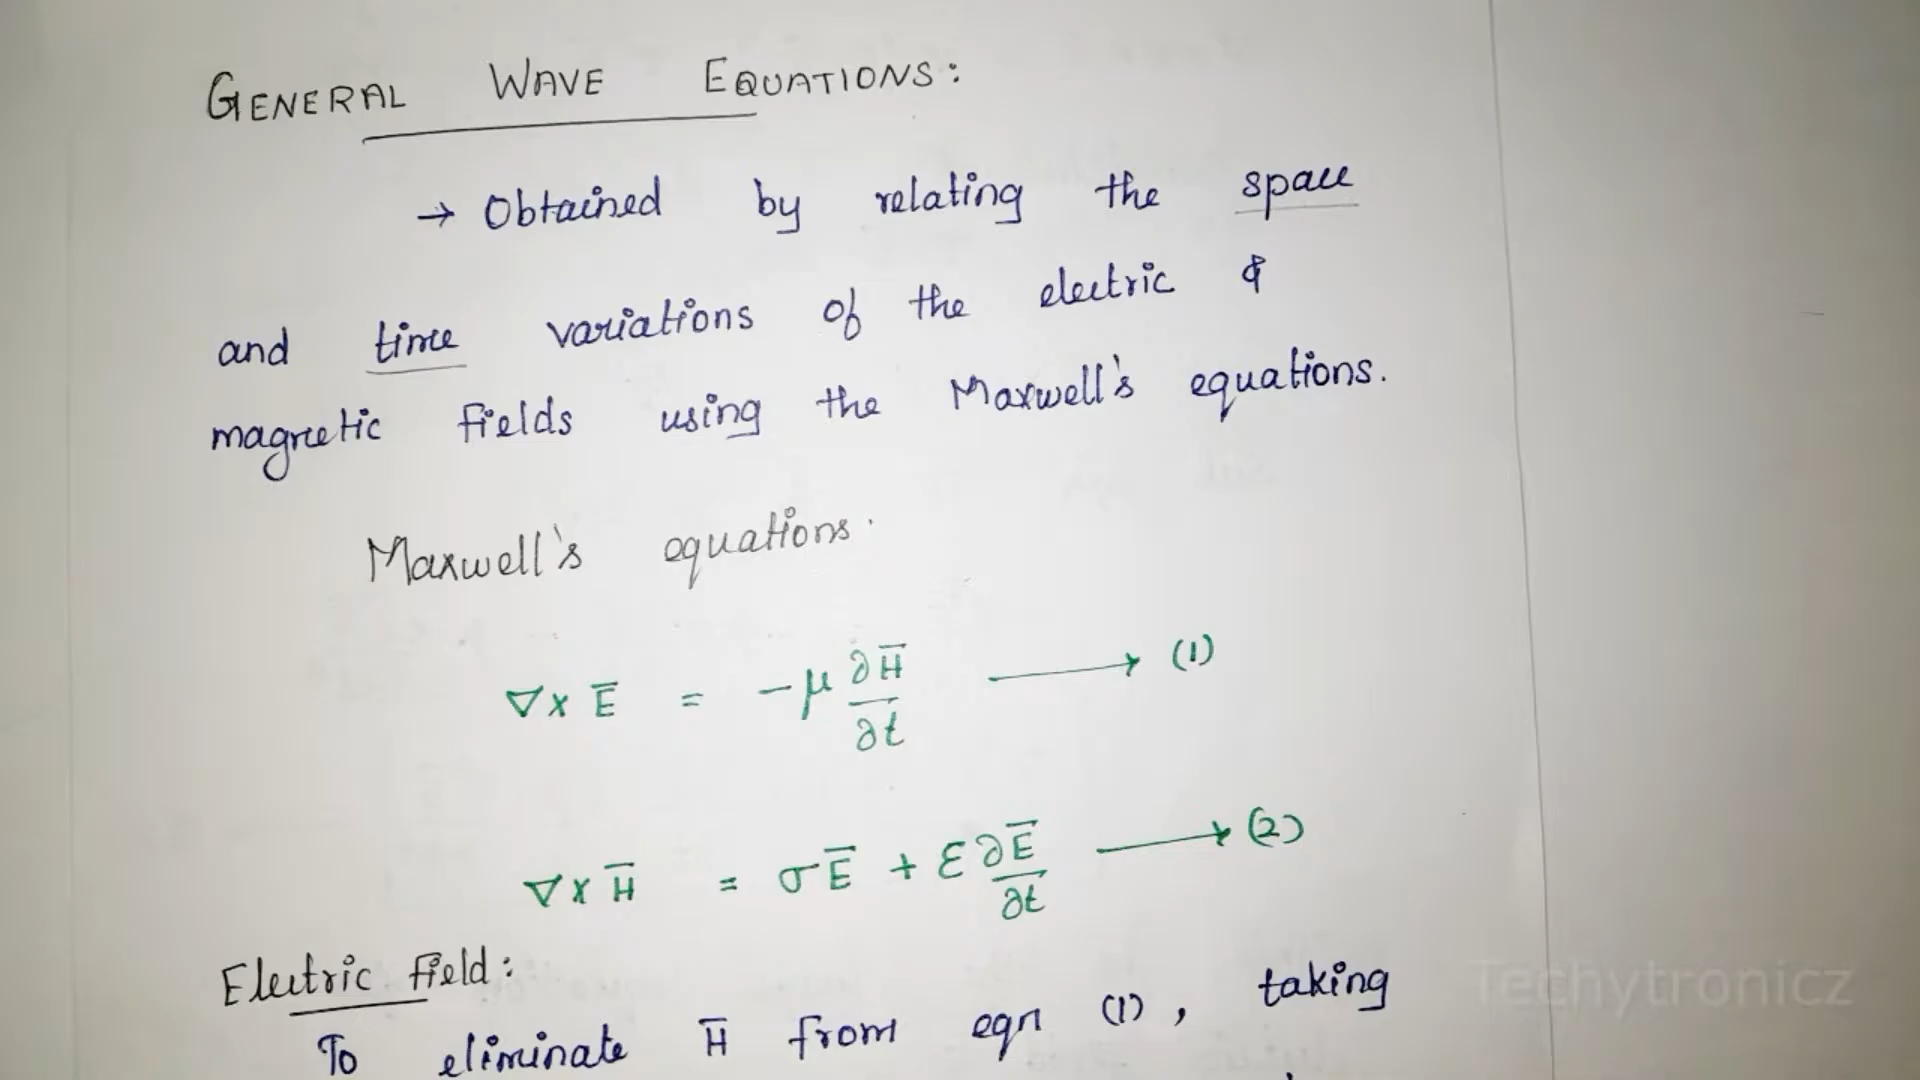 GENERAL WAVE EQUATIONS:
→ Obtained by relating the space
and time variations of the electric &
magnetic fields using the Maxwell's equations.
Maxwell's equations.
∇ x E̅ = -μ ∂H̅/∂t ⟶ (1)
∇ x H̅ = σE̅ + ε ∂E̅/∂t ⟶ (2)
Electric field:
To eliminate H̅ from eqn (1), taking
Techytronicz